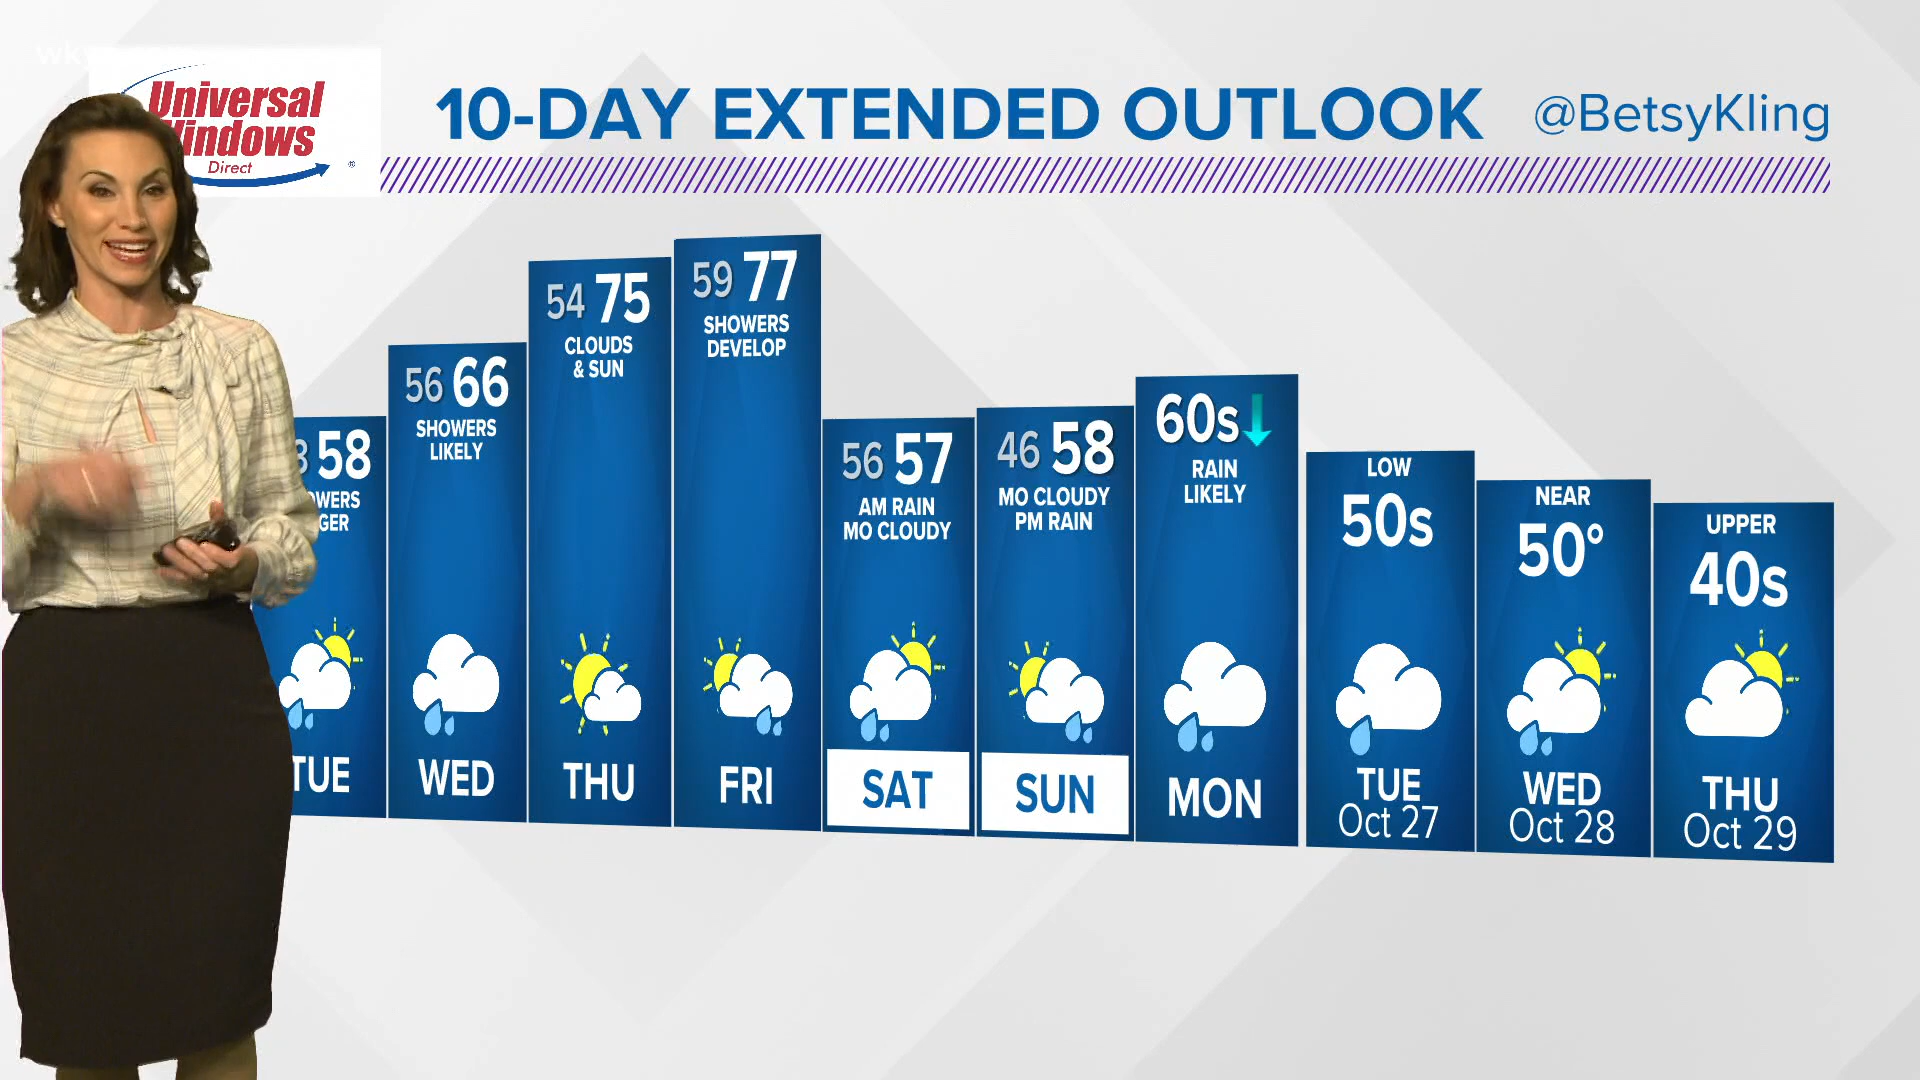 Universal
Windows
Direct
®
10-DAY EXTENDED OUTLOOK
@BetsyKling
58
TUE
56 66
SHOWERS
LIKELY
WED
54 75
CLOUDS
& SUN
THU
59 77
SHOWERS
DEVELOP
FRI
56 57
AM RAIN
MO CLOUDY
SAT
46 58
MO CLOUDY
PM RAIN
SUN
60s
RAIN
LIKELY
MON
LOW
50s
TUE
Oct 27
NEAR
50°
WED
Oct 28
UPPER
40s
THU
Oct 29